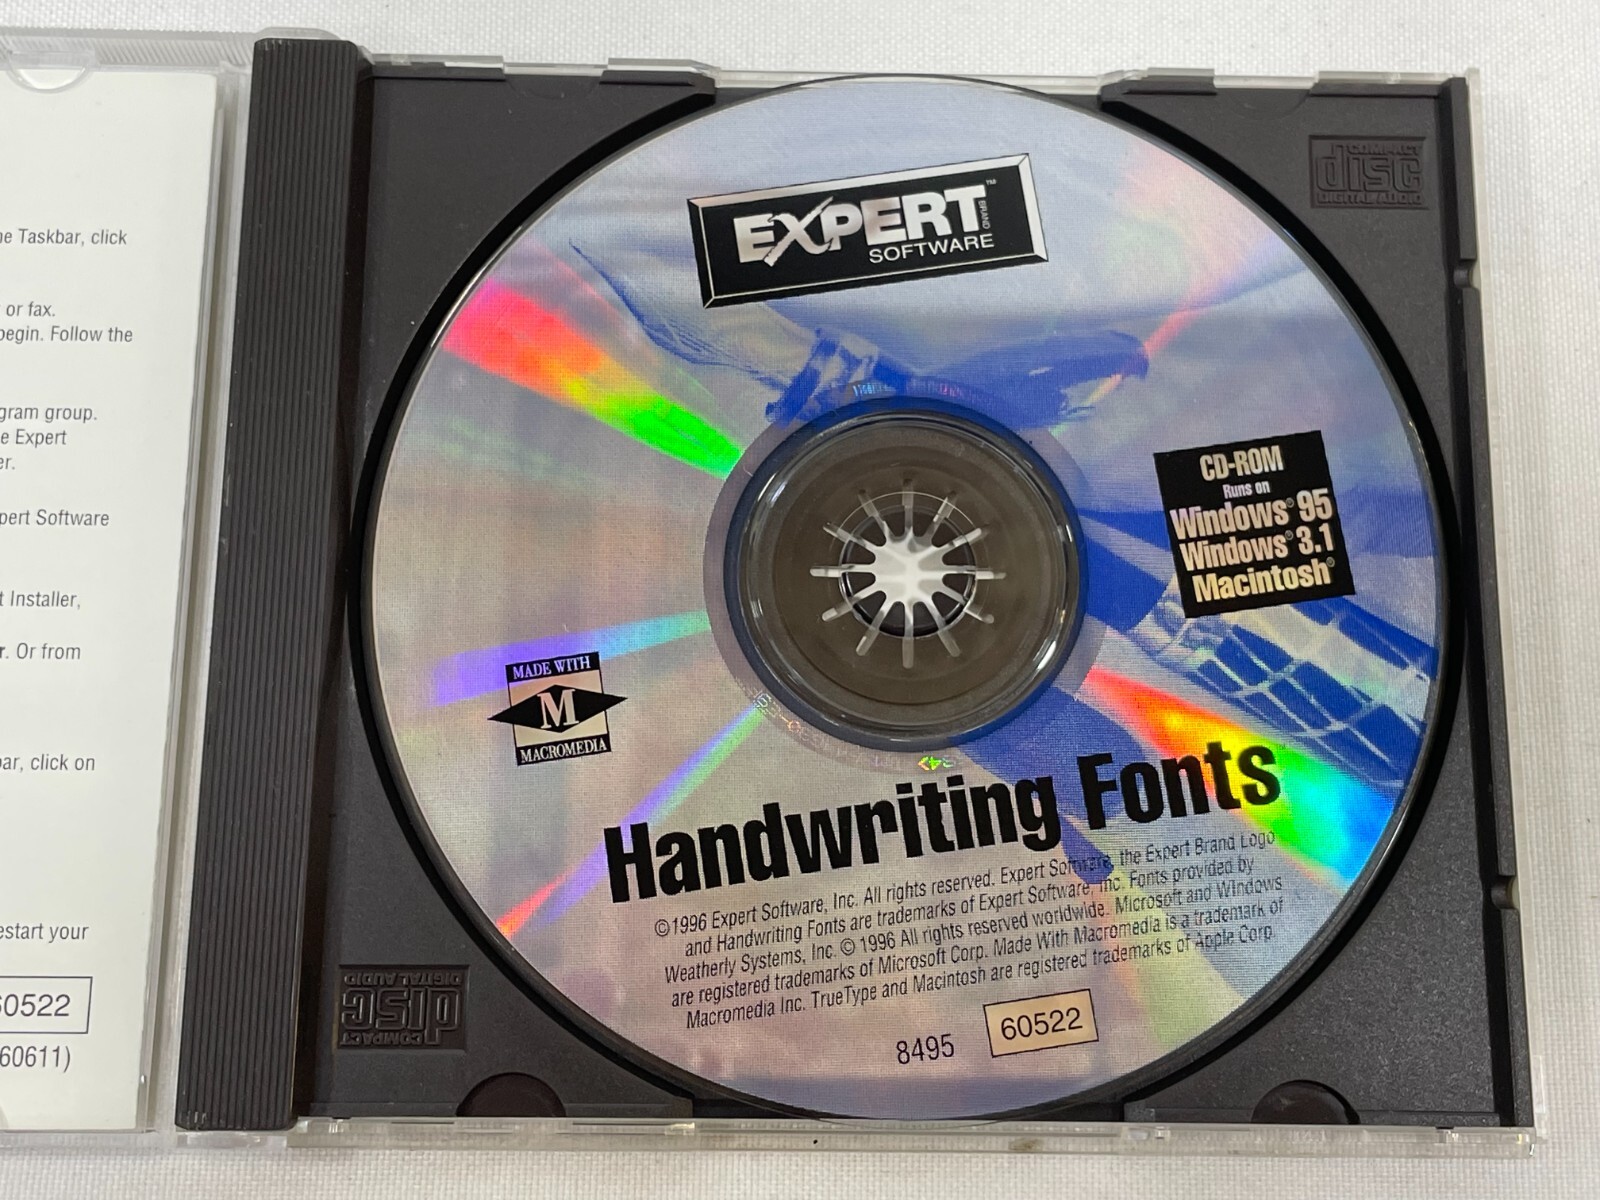 ne Taskbar, click
or fax.
begin. Follow the
gram group.
e Expert
er.
pert Software
t Installer,
r. Or from
bar, click on
estart your
60522
60611)
COMPACT
disc
DIGITAL AUDIO
EXPERT™
BRAND
SOFTWARE
CD-ROM
Runs on
Windows® 95
Windows® 3.1
Macintosh®
MADE WITH
M
MACROMEDIA
Handwriting Fonts™
©1996 Expert Software, Inc. All rights reserved. Expert Software, the Expert Brand Logo
and Handwriting Fonts are trademarks of Expert Software, Inc. Fonts provided by
Weatherly Systems, Inc. © 1996 All rights reserved worldwide. Microsoft and Windows
are registered trademarks of Microsoft Corp. Made With Macromedia is a trademark of
Macromedia Inc. TrueType and Macintosh are registered trademarks of Apple Corp.
8495
60522
COMPACT
disc
DIGITAL AUDIO